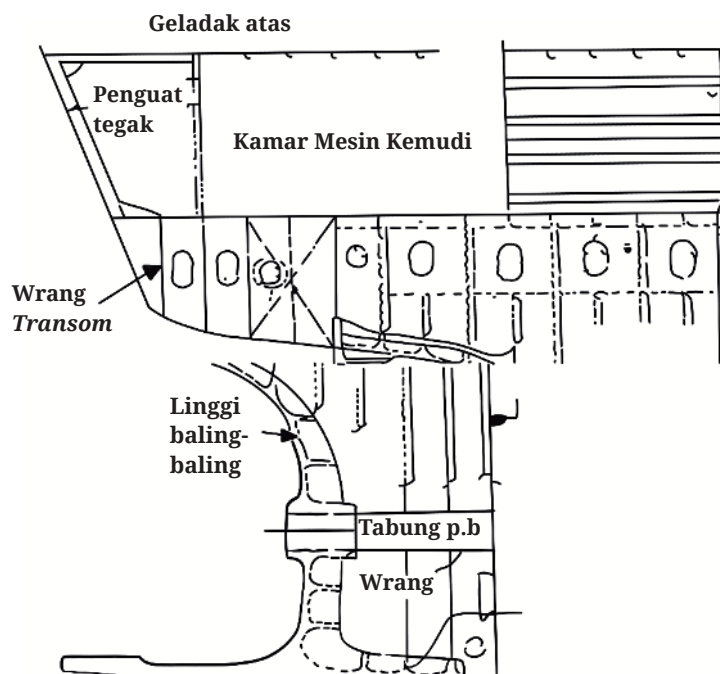 Geladak atas
Penguat
tegak
Kamar Mesin Kemudi
Wrang
Transom
Linggi
baling-
baling
Tabung p.b
Wrang